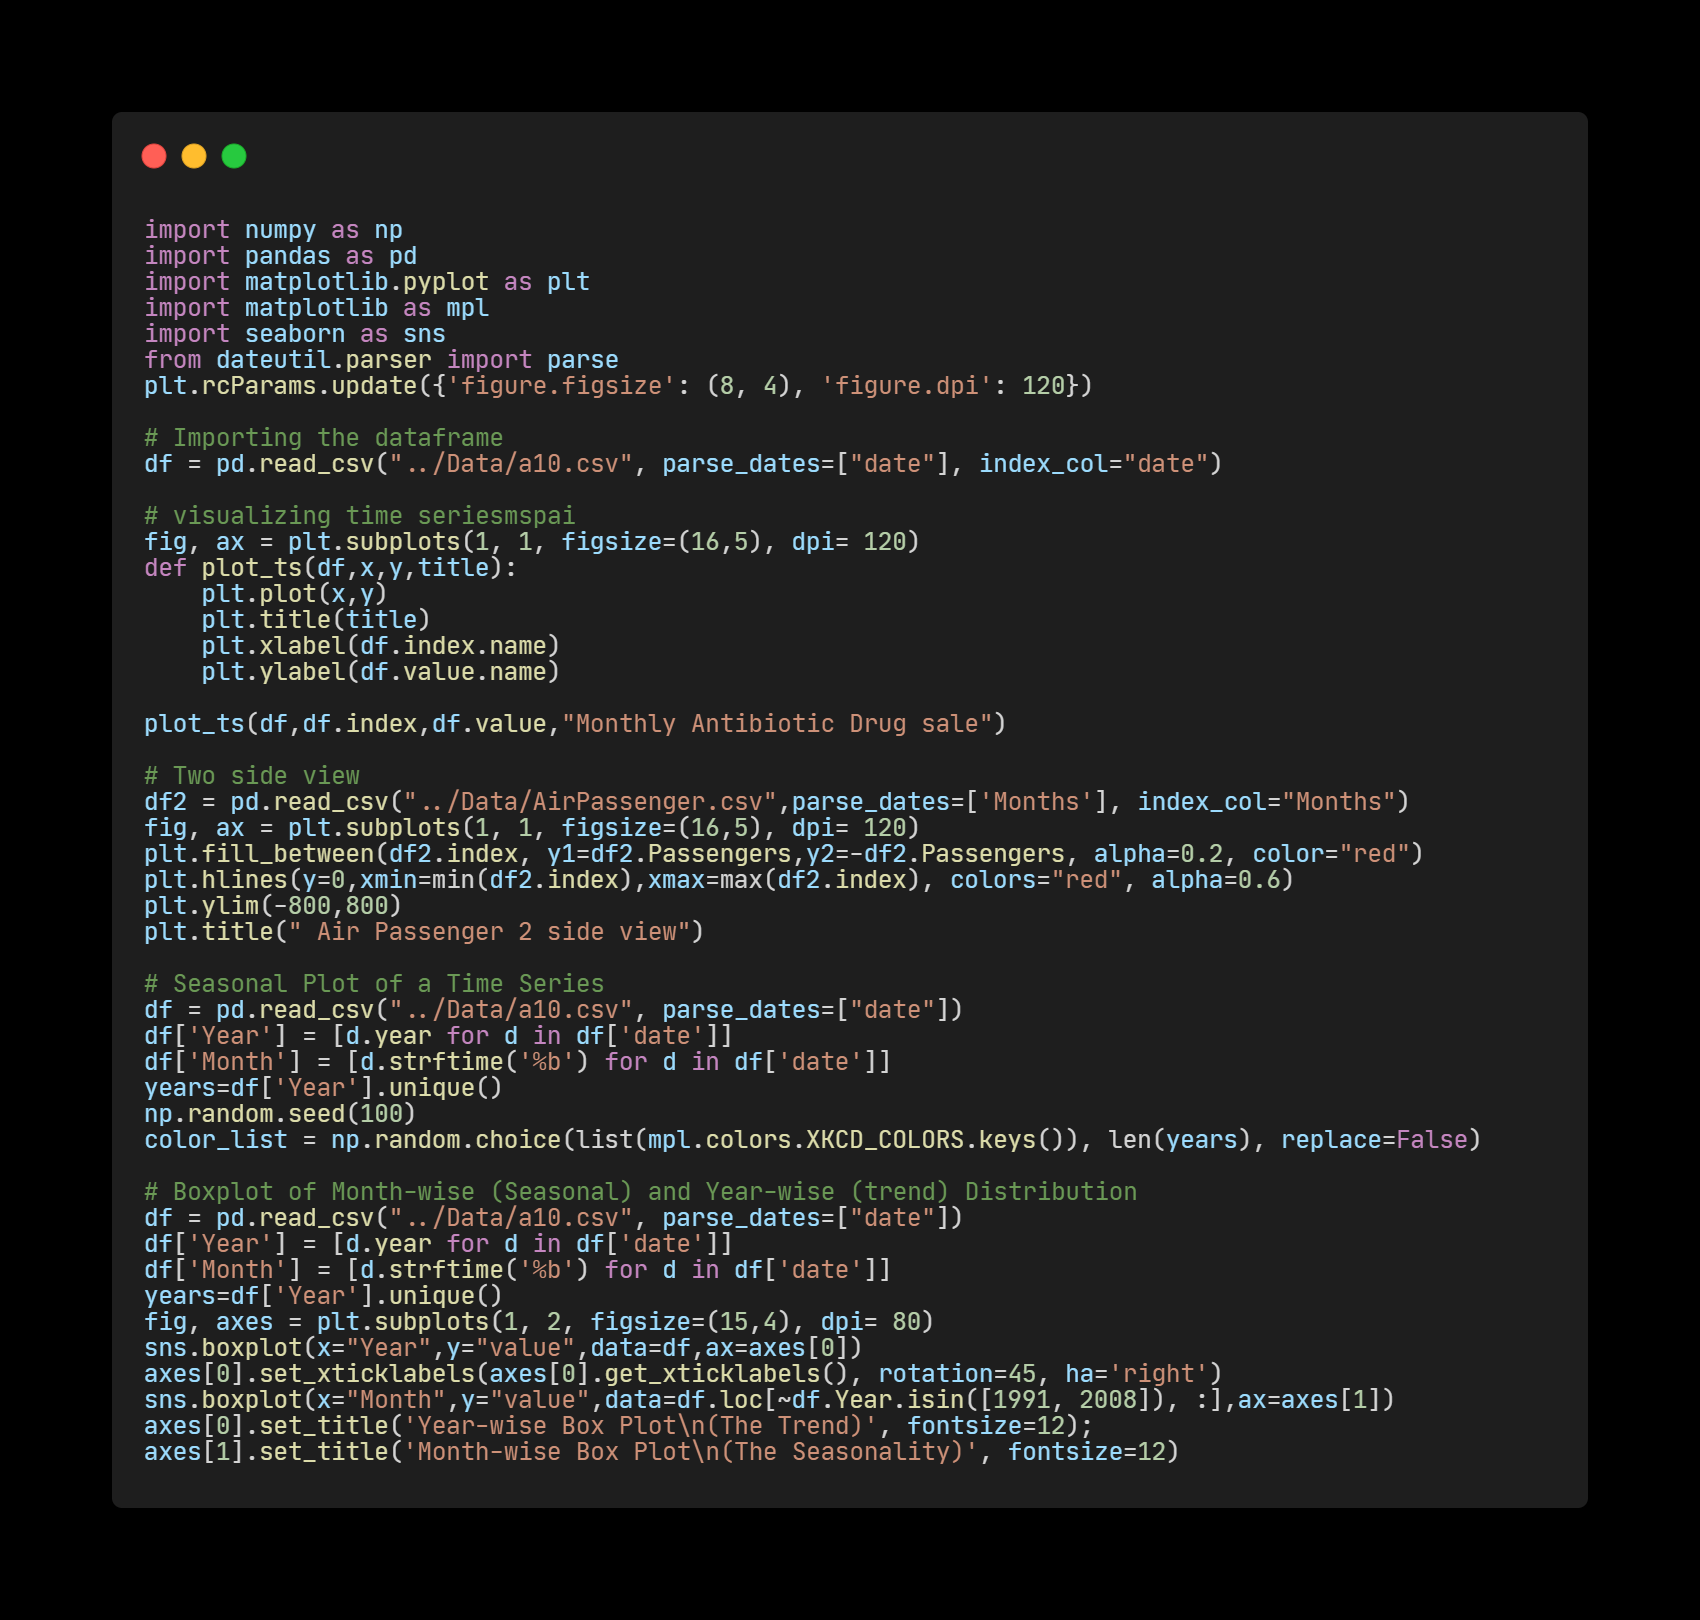 import numpy as np
import pandas as pd
import matplotlib.pyplot as plt
import matplotlib as mpl
import seaborn as sns
from dateutil.parser import parse
plt.rcParams.update({'figure.figsize': (8, 4), 'figure.dpi': 120})

# Importing the dataframe
df = pd.read_csv("../Data/a10.csv", parse_dates=["date"], index_col="date")

# visualizing time seriesmspai
fig, ax = plt.subplots(1, 1, figsize=(16,5), dpi= 120)
def plot_ts(df,x,y,title):
    plt.plot(x,y)
    plt.title(title)
    plt.xlabel(df.index.name)
    plt.ylabel(df.value.name)

plot_ts(df,df.index,df.value,"Monthly Antibiotic Drug sale")

# Two side view
df2 = pd.read_csv("../Data/AirPassenger.csv",parse_dates=['Months'], index_col="Months")
fig, ax = plt.subplots(1, 1, figsize=(16,5), dpi= 120)
plt.fill_between(df2.index, y1=df2.Passengers,y2=-df2.Passengers, alpha=0.2, color="red")
plt.hlines(y=0,xmin=min(df2.index),xmax=max(df2.index), colors="red", alpha=0.6)
plt.ylim(-800,800)
plt.title(" Air Passenger 2 side view")

# Seasonal Plot of a Time Series
df = pd.read_csv("../Data/a10.csv", parse_dates=["date"])
df['Year'] = [d.year for d in df['date']]
df['Month'] = [d.strftime('%b') for d in df['date']]
years=df['Year'].unique()
np.random.seed(100)
color_list = np.random.choice(list(mpl.colors.XKCD_COLORS.keys()), len(years), replace=False)

# Boxplot of Month-wise (Seasonal) and Year-wise (trend) Distribution
df = pd.read_csv("../Data/a10.csv", parse_dates=["date"])
df['Year'] = [d.year for d in df['date']]
df['Month'] = [d.strftime('%b') for d in df['date']]
years=df['Year'].unique()
fig, axes = plt.subplots(1, 2, figsize=(15,4), dpi= 80)
sns.boxplot(x="Year",y="value",data=df,ax=axes[0])
axes[0].set_xticklabels(axes[0].get_xticklabels(), rotation=45, ha='right')
sns.boxplot(x="Month",y="value",data=df.loc[~df.Year.isin([1991, 2008]), :],ax=axes[1])
axes[0].set_title('Year-wise Box Plot\n(The Trend)', fontsize=12);
axes[1].set_title('Month-wise Box Plot\n(The Seasonality)', fontsize=12)